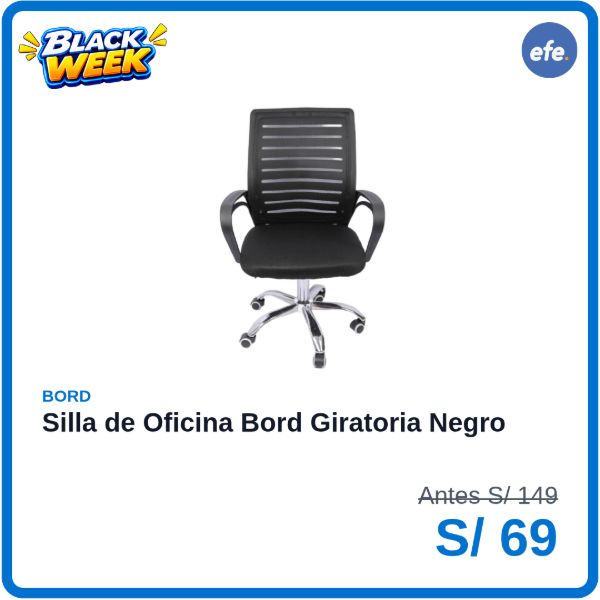 BLACK
WEEK
efe.
BORD
Silla de Oficina Bord Giratoria Negro
Antes S/ 149
S/ 69